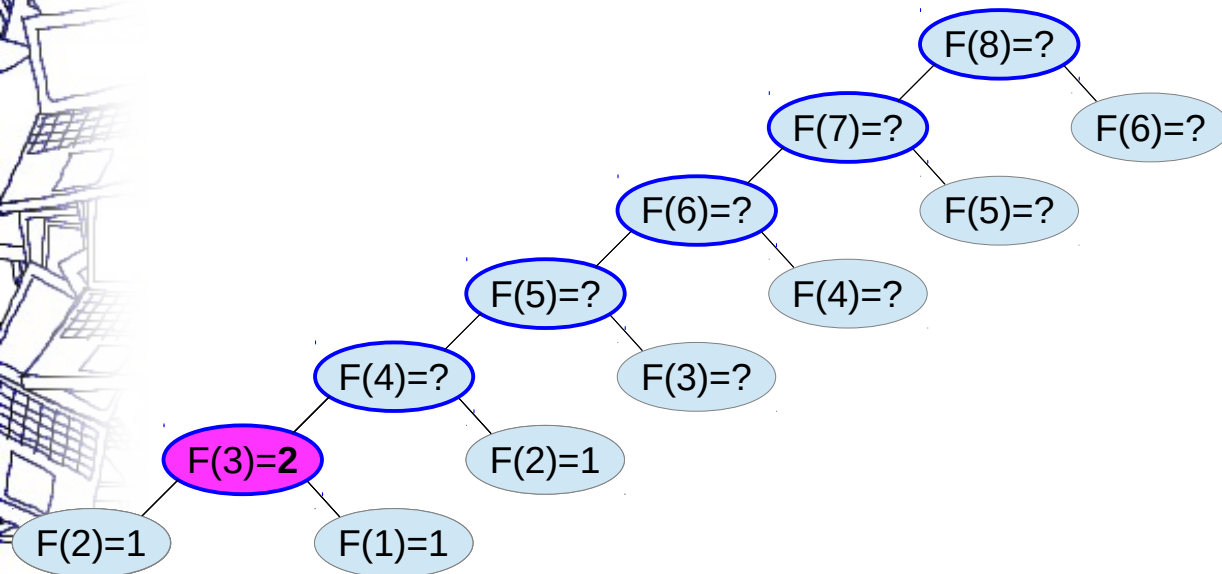 F(8)=?
F(7)=?
F(6)=?
F(6)=?
F(5)=?
F(5)=?
F(4)=?
F(4)=?
F(3)=?
F(3)=2
F(2)=1
F(2)=1
F(1)=1